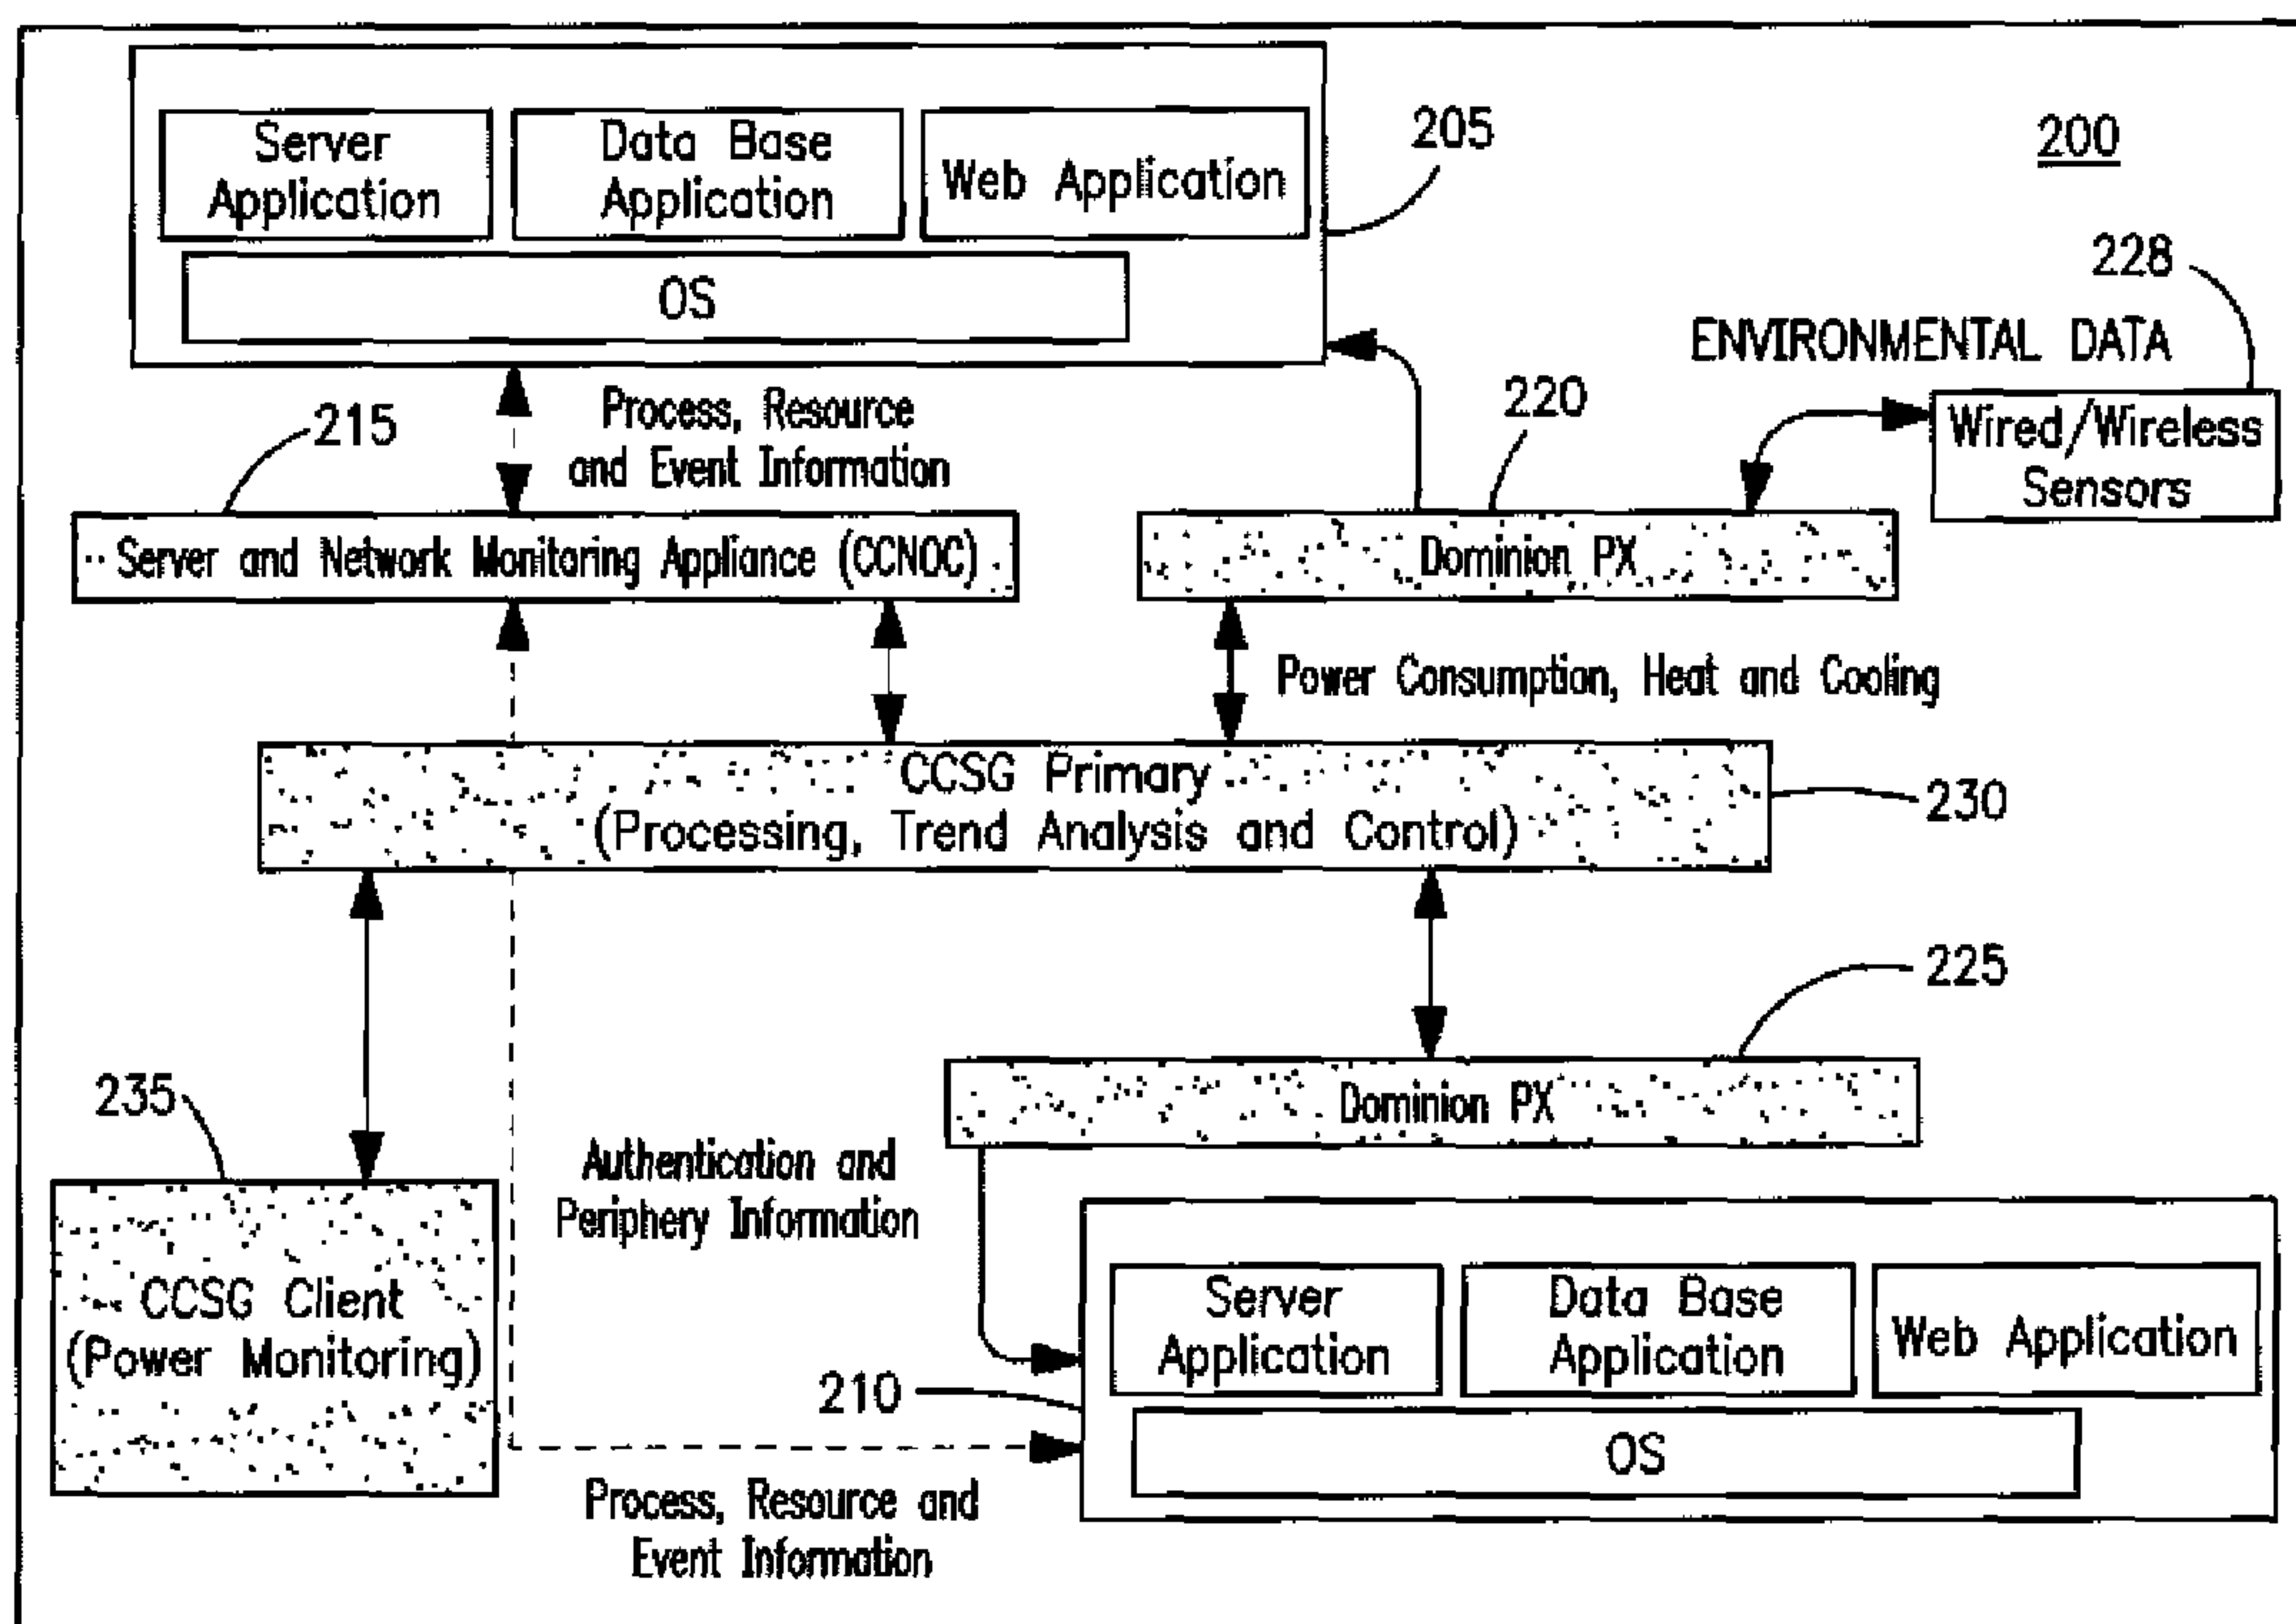 Server
Application
Data Base
Application
Web Application
OS
205
200
228
ENVIRONMENTAL DATA
Wired/Wireless
Sensors
220
215
Process, Resource
and Event Information
Server and Network Monitoring Appliance (CCNOC)
Dominion PX
Power Consumption, Heat and Cooling
CCSG Primary
(Processing, Trend Analysis and Control)
230
225
Dominion PX
235
Authentication and
Periphery Information
CCSG Client
(Power Monitoring)
210
Server
Application
Data Base
Application
Web Application
OS
Process, Resource and
Event Information